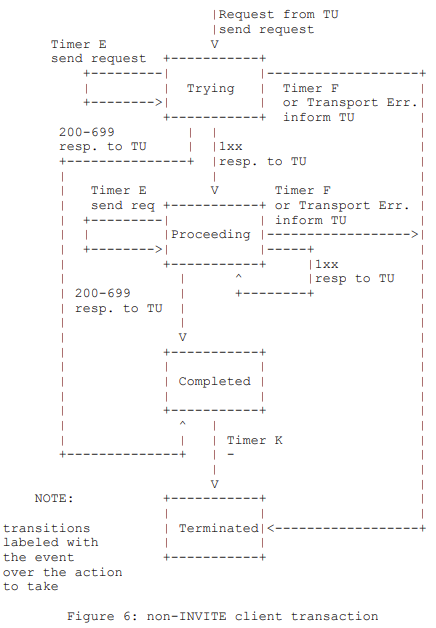 |Request from TU
|send request
Timer E V
send request +-----------+
+---------| |-------------------+
| | Trying | Timer F |
+-------->| | or Transport Err.|
+-----------+ inform TU |
200-699 | | |
resp. to TU | |1xx |
+---------------+ |resp. to TU |
| | |
| Timer E V Timer F |
| send req +-----------+ or Transport Err. |
| +---------| | inform TU |
| | |Proceeding |------------------>|
| +-------->| |-----+ |
| +-----------+ |1xx |
| | ^ |resp to TU |
| 200-699 | +--------+ |
| resp. to TU | |
| | |
| V |
| +-----------+ |
| | | |
| | Completed | |
| | | |
| +-----------+ |
| ^ | |
| | | Timer K |
+--------------+ | - |
| |
V |
NOTE: +-----------+ |
| | |
transitions | Terminated|<------------------+
labeled with | |
the event +-----------+
over the action
to take
Figure 6: non-INVITE client transaction